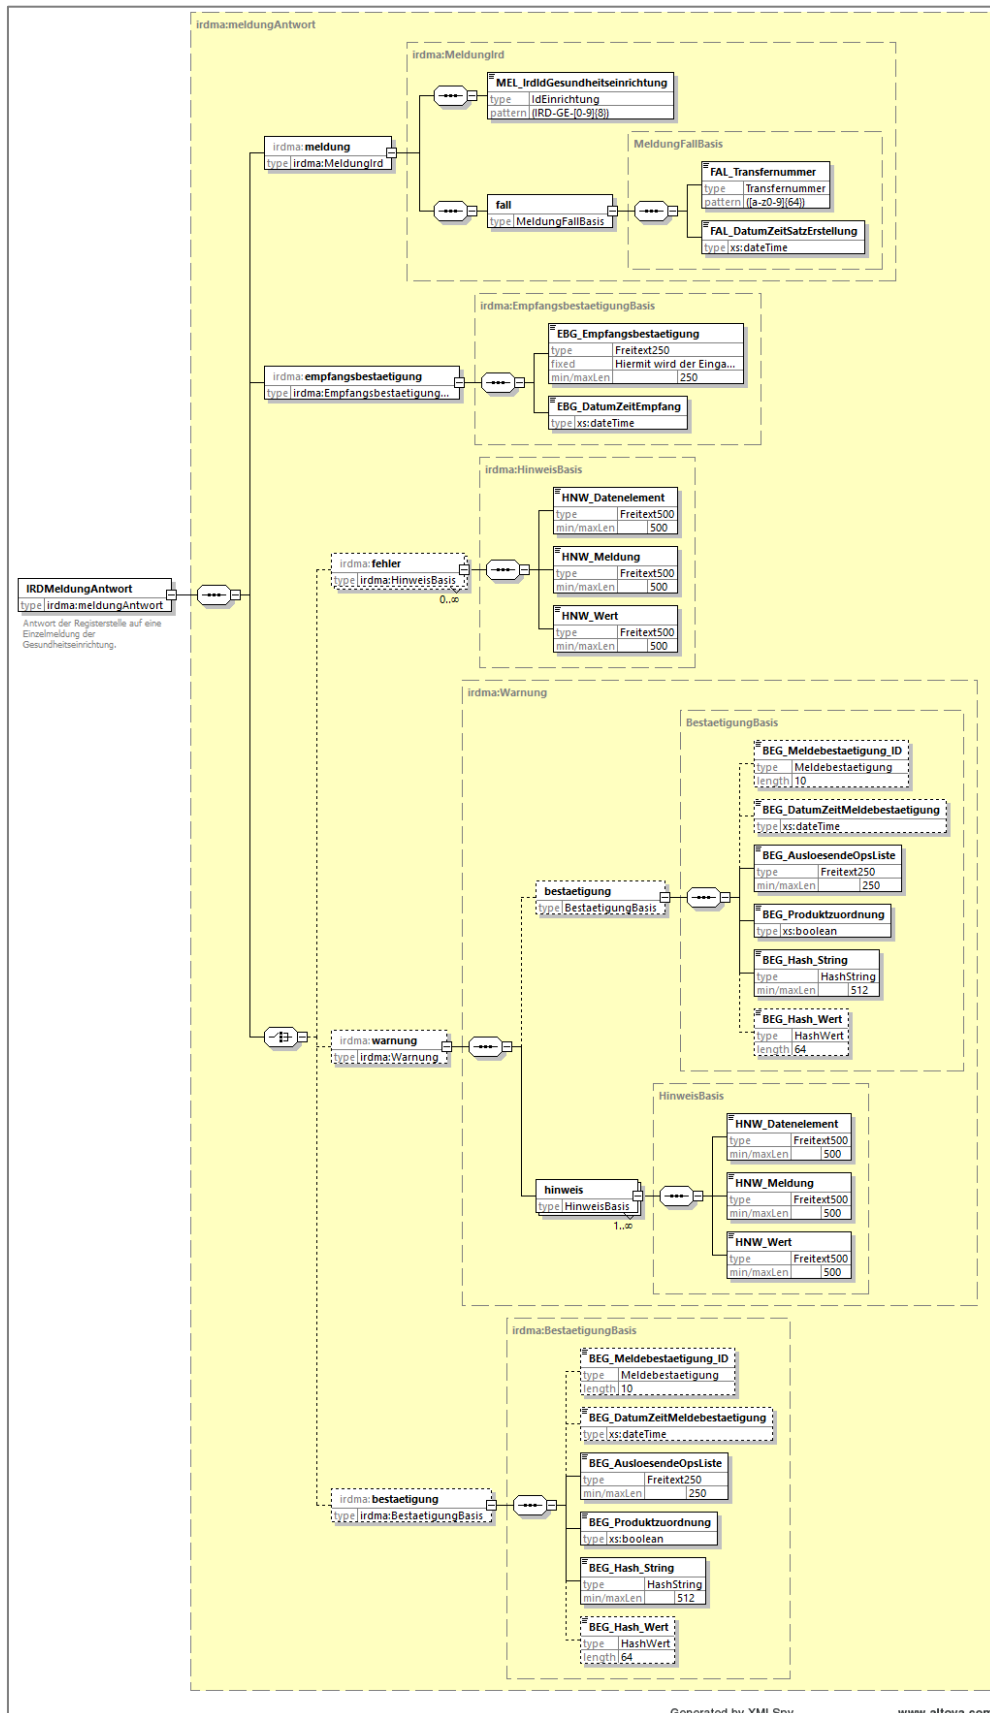 irdma:meldungAntwort
irdma:MeldungIrd
MEL_IrdIdGesundheitseinrichtung
type IdEinrichtung
pattern (IRD-GE-[0-9]{8})
irdma:meldung
type irdma:MeldungIrd
MeldungFallBasis
FAL_Transfernummer
type Transfernummer
pattern ([a-z0-9]{64})
fall
type MeldungFallBasis
FAL_DatumZeitSatzErstellung
type xs:dateTime
irdma:EmpfangsbestaetigungBasis
EBG_Empfangsbestaetigung
type Freitext250
fixed Hiermit wird der Einga...
min/maxLen 250
irdma:empfangsbestaetigung
type irdma:Empfangsbestaetigung...
EBG_DatumZeitEmpfang
type xs:dateTime
irdma:HinweisBasis
HNW_Datenelement
type Freitext500
min/maxLen 500
irdma:fehler
type irdma:HinweisBasis
0..∞
HNW_Meldung
type Freitext500
min/maxLen 500
HNW_Wert
type Freitext500
min/maxLen 500
IRDMeldungAntwort
type irdma:meldungAntwort
Antwort der Registerstelle auf eine
Einzelmeldung der
Gesundheitseinrichtung.
irdma:Warnung
BestaetigungBasis
BEG_Meldebestaetigung_ID
type Meldebestaetigung
length 10
BEG_DatumZeitMeldebestaetigung
type xs:dateTime
BEG_AusloesendeOpsListe
type Freitext250
min/maxLen 250
bestaetigung
type BestaetigungBasis
BEG_Produktzuordnung
type xs:boolean
BEG_Hash_String
type HashString
min/maxLen 512
BEG_Hash_Wert
type HashWert
length 64
irdma:warnung
type irdma:Warnung
HinweisBasis
HNW_Datenelement
type Freitext500
min/maxLen 500
hinweis
type HinweisBasis
1..∞
HNW_Meldung
type Freitext500
min/maxLen 500
HNW_Wert
type Freitext500
min/maxLen 500
irdma:BestaetigungBasis
BEG_Meldebestaetigung_ID
type Meldebestaetigung
length 10
BEG_DatumZeitMeldebestaetigung
type xs:dateTime
BEG_AusloesendeOpsListe
type Freitext250
min/maxLen 250
irdma:bestaetigung
type irdma:BestaetigungBasis
BEG_Produktzuordnung
type xs:boolean
BEG_Hash_String
type HashString
min/maxLen 512
BEG_Hash_Wert
type HashWert
length 64
Generated by XMLSpy www.altova.com